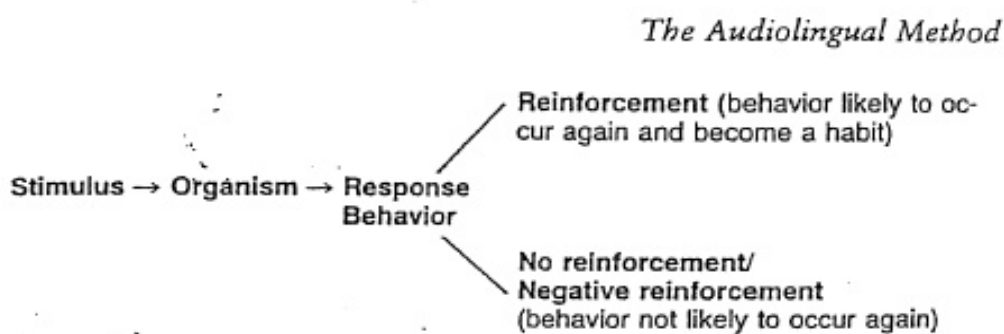 The Audiolingual Method
Reinforcement (behavior likely to oc-
cur again and become a habit)
Stimulus → Organism → Response
Behavior
No reinforcement/
Negative reinforcement
(behavior not likely to occur again)